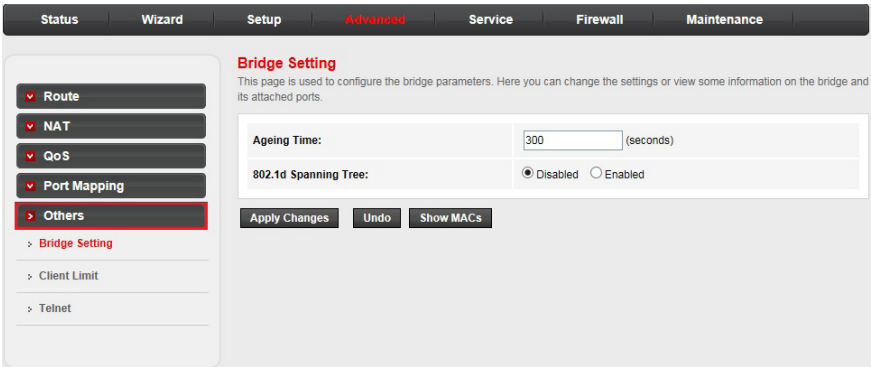 Status Wizard Setup Advanced Service Firewall Maintenance
Route
NAT
QoS
Port Mapping
Others
Bridge Setting
Client Limit
Telnet
Bridge Setting
This page is used to configure the bridge parameters. Here you can change the settings or view some information on the bridge and
its attached ports.
Ageing Time: 300 (seconds)
802.1d Spanning Tree: Disabled Enabled
Apply Changes Undo Show MACs